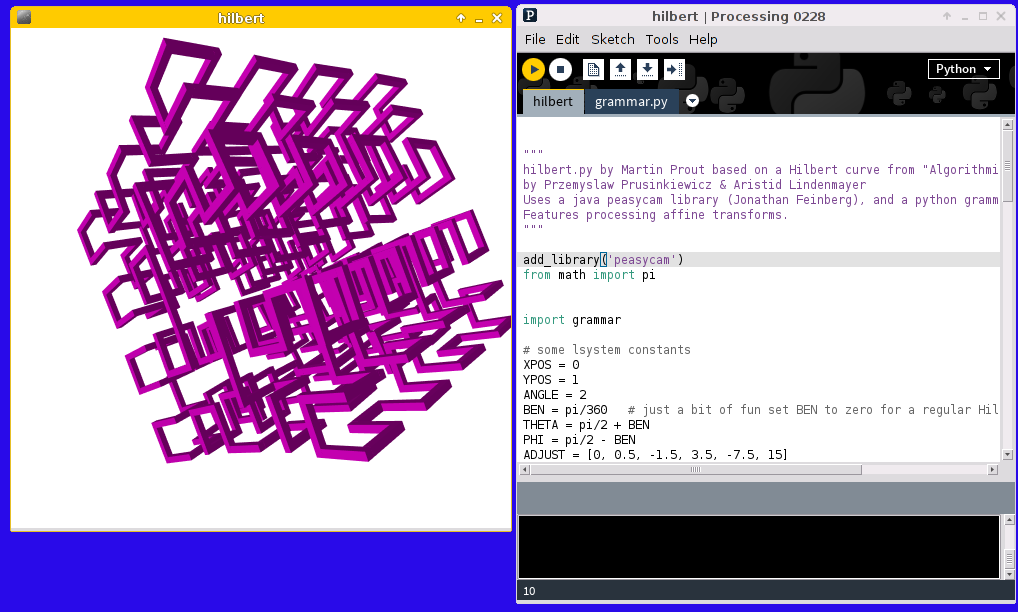 hilbert
hilbert | Processing 0228
File Edit Sketch Tools Help
Python
hilbert grammar.py
"""
hilbert.py by Martin Prout based on a Hilbert curve from "Algorithmi
by Przemyslaw Prusinkiewicz & Aristid Lindenmayer
Uses a java peasycam library (Jonathan Feinberg), and a python gramm
Features processing affine transforms.
"""
add_library('peasycam')
from math import pi
import grammar
# some lsystem constants
XPOS = 0
YPOS = 1
ANGLE = 2
BEN = pi/360 # just a bit of fun set BEN to zero for a regular Hil
THETA = pi/2 + BEN
PHI = pi/2 - BEN
ADJUST = [0, 0.5, -1.5, 3.5, -7.5, 15]
10